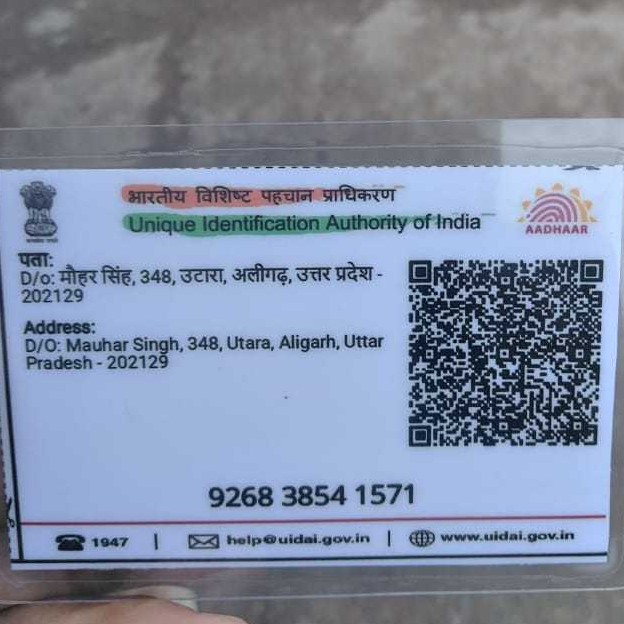 भारतीय विशिष्ट पहचान प्राधिकरण
Unique Identification Authority of India
AADHAAR
पता:
D/o: मौहर सिंह, 348, उटारा, अलीगढ़, उत्तर प्रदेश -
202129
Address:
D/O: Mauhar Singh, 348, Utara, Aligarh, Uttar
Pradesh - 202129
9268 3854 1571
1947 | help@uidai.gov.in | www.uidai.gov.in